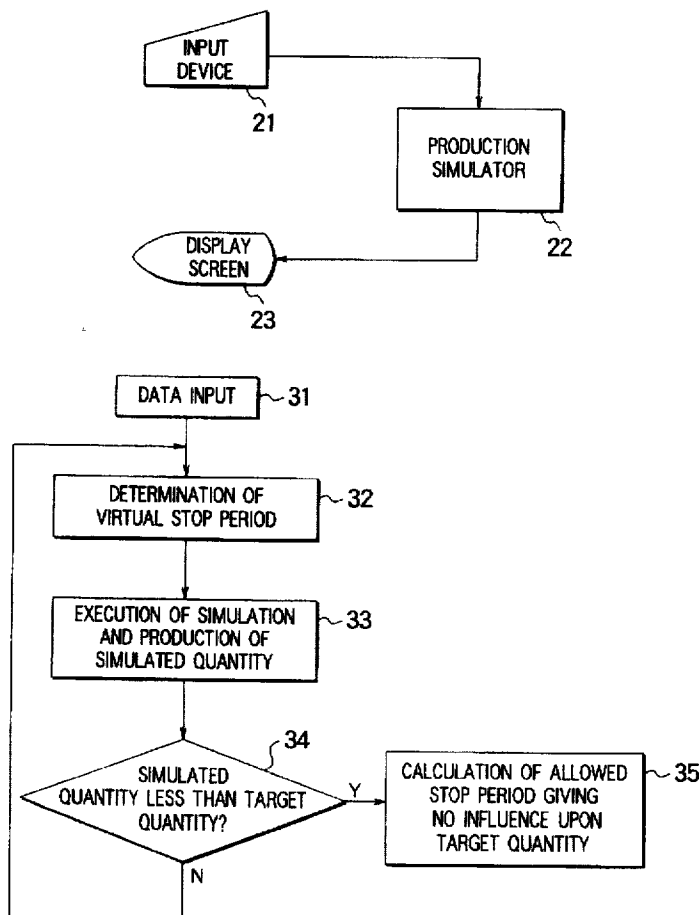 INPUT
DEVICE
21
PRODUCTION
SIMULATOR
22
DISPLAY
SCREEN
23
DATA INPUT
31
DETERMINATION OF
VIRTUAL STOP PERIOD
32
EXECUTION OF SIMULATION
AND PRODUCTION OF
SIMULATED QUANTITY
33
34
SIMULATED
QUANTITY LESS THAN TARGET
QUANTITY?
Y
N
CALCULATION OF ALLOWED
STOP PERIOD GIVING
NO INFLUENCE UPON
TARGET QUANTITY
35